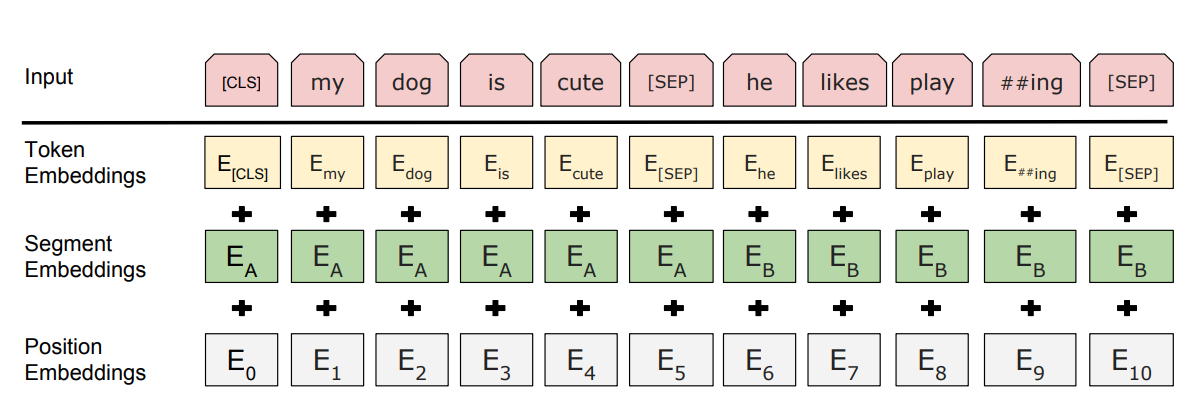 Input [CLS] my dog is cute [SEP] he likes play ##ing [SEP]
Token Embeddings E[CLS] Emy Edog Eis Ecute E[SEP] Ehe Elikes Eplay E##ing E[SEP]
+ + + + + + + + + + +
Segment Embeddings EA EA EA EA EA EA EB EB EB EB EB
+ + + + + + + + + + +
Position Embeddings E0 E1 E2 E3 E4 E5 E6 E7 E8 E9 E10